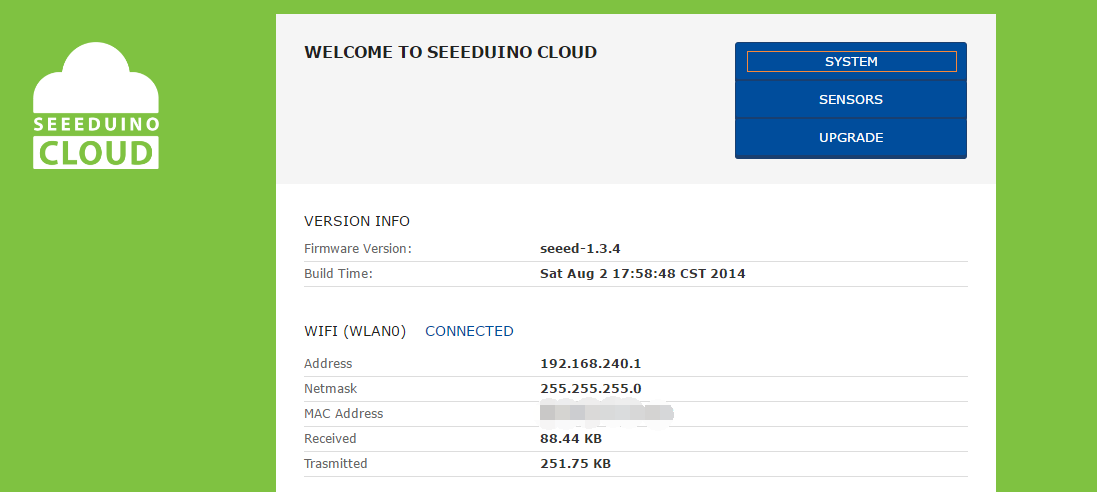 SEEEDUINO
CLOUD
WELCOME TO SEEEDUINO CLOUD
SYSTEM
SENSORS
UPGRADE
VERSION INFO
Firmware Version: seeed-1.3.4
Build Time: Sat Aug 2 17:58:48 CST 2014
WIFI (WLAN0) CONNECTED
Address 192.168.240.1
Netmask 255.255.255.0
MAC Address
Received 88.44 KB
Trasmitted 251.75 KB